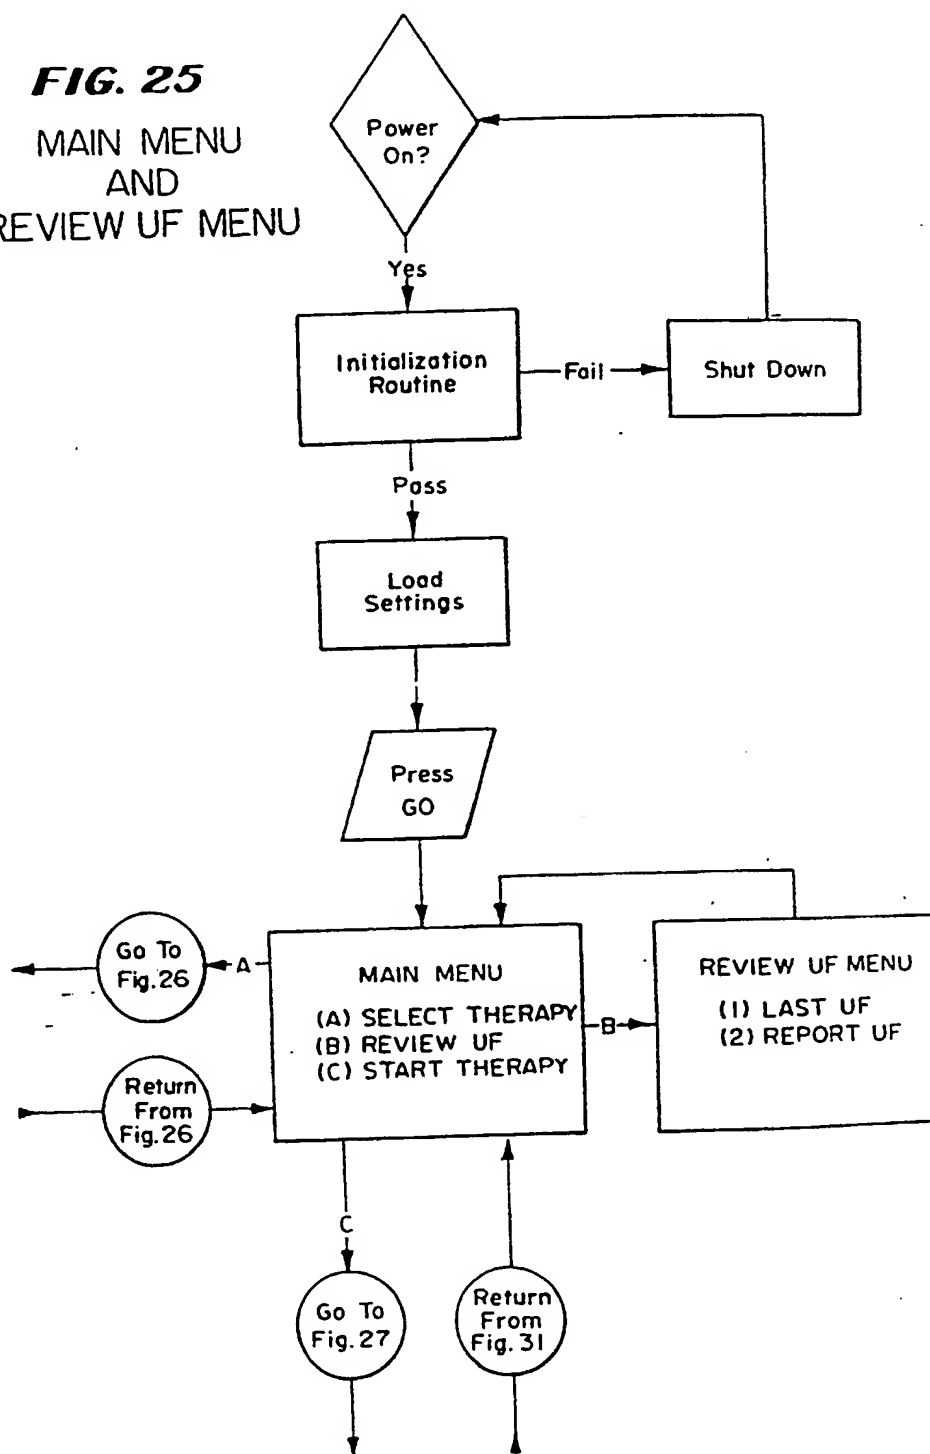 FIG. 25
MAIN MENU
AND
REVIEW UF MENU
Power
On?
Yes
Initialization
Routine
Fail
Shut Down
Pass
Load
Settings
Press
GO
Go To
Fig.26
A
MAIN MENU
(A) SELECT THERAPY
(B) REVIEW UF
(C) START THERAPY
B
REVIEW UF MENU
(1) LAST UF
(2) REPORT UF
Return
From
Fig.26
C
Go To
Fig.27
Return
From
Fig.31